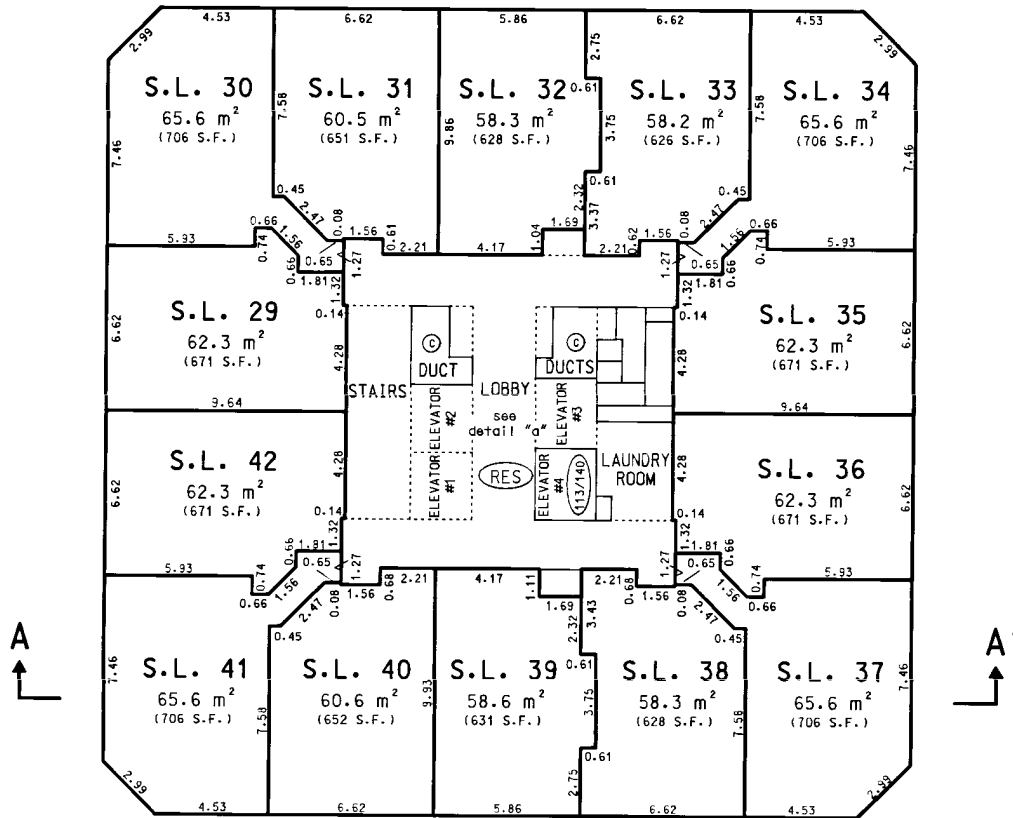 4.53 6.62 5.86 6.62 4.53
2.99 2.75 2.99
S.L. 30
65.6 m²
(706 S.F.)
7.46
7.58
S.L. 31
60.5 m²
(651 S.F.)
9.86
S.L. 32
58.3 m²
(628 S.F.)
0.61
3.75
0.61
S.L. 33
58.2 m²
(626 S.F.)
7.58
S.L. 34
65.6 m²
(706 S.F.)
7.46
0.45 2.47 0.08 2.32 3.37 0.08 2.47 0.45
0.66 1.56 1.56 0.61 1.69 0.62 1.56 1.56 0.66
5.93 0.74 0.65 1.27 2.21 4.17 1.04 2.21 1.27 0.65 0.74 5.93
0.66 1.81 1.32 1.32 1.81 0.66
S.L. 29
62.3 m²
(671 S.F.)
6.62
0.14
4.28
9.64
STAIRS
C
DUCT
LOBBY
see
detail "a"
C
DUCTS
ELEVATOR
#2
ELEVATOR
#3
0.14
4.28
S.L. 35
62.3 m²
(671 S.F.)
6.62
9.64
S.L. 42
62.3 m²
(671 S.F.)
6.62
4.28
0.14
ELEVATOR
#1
RES
ELEVATOR
#4
113/140
LAUNDRY
ROOM
4.28
0.14
S.L. 36
62.3 m²
(671 S.F.)
6.62
0.66 1.81 1.32 1.32 1.81 0.66
5.93 0.74 0.65 1.27 2.21 4.17 1.11 2.21 1.27 0.65 0.74 5.93
0.66 1.56 1.56 0.68 1.69 0.68 1.56 1.56 0.66
0.45 2.47 0.08 2.32 3.43 0.08 2.47 0.45
A
S.L. 41
65.6 m²
(706 S.F.)
7.46
7.58
S.L. 40
60.6 m²
(652 S.F.)
9.93
S.L. 39
58.6 m²
(631 S.F.)
0.61
3.75
0.61
S.L. 38
58.3 m²
(628 S.F.)
7.58
S.L. 37
65.6 m²
(706 S.F.)
7.46
A'
2.99 2.75 2.99
4.53 6.62 5.86 6.62 4.53